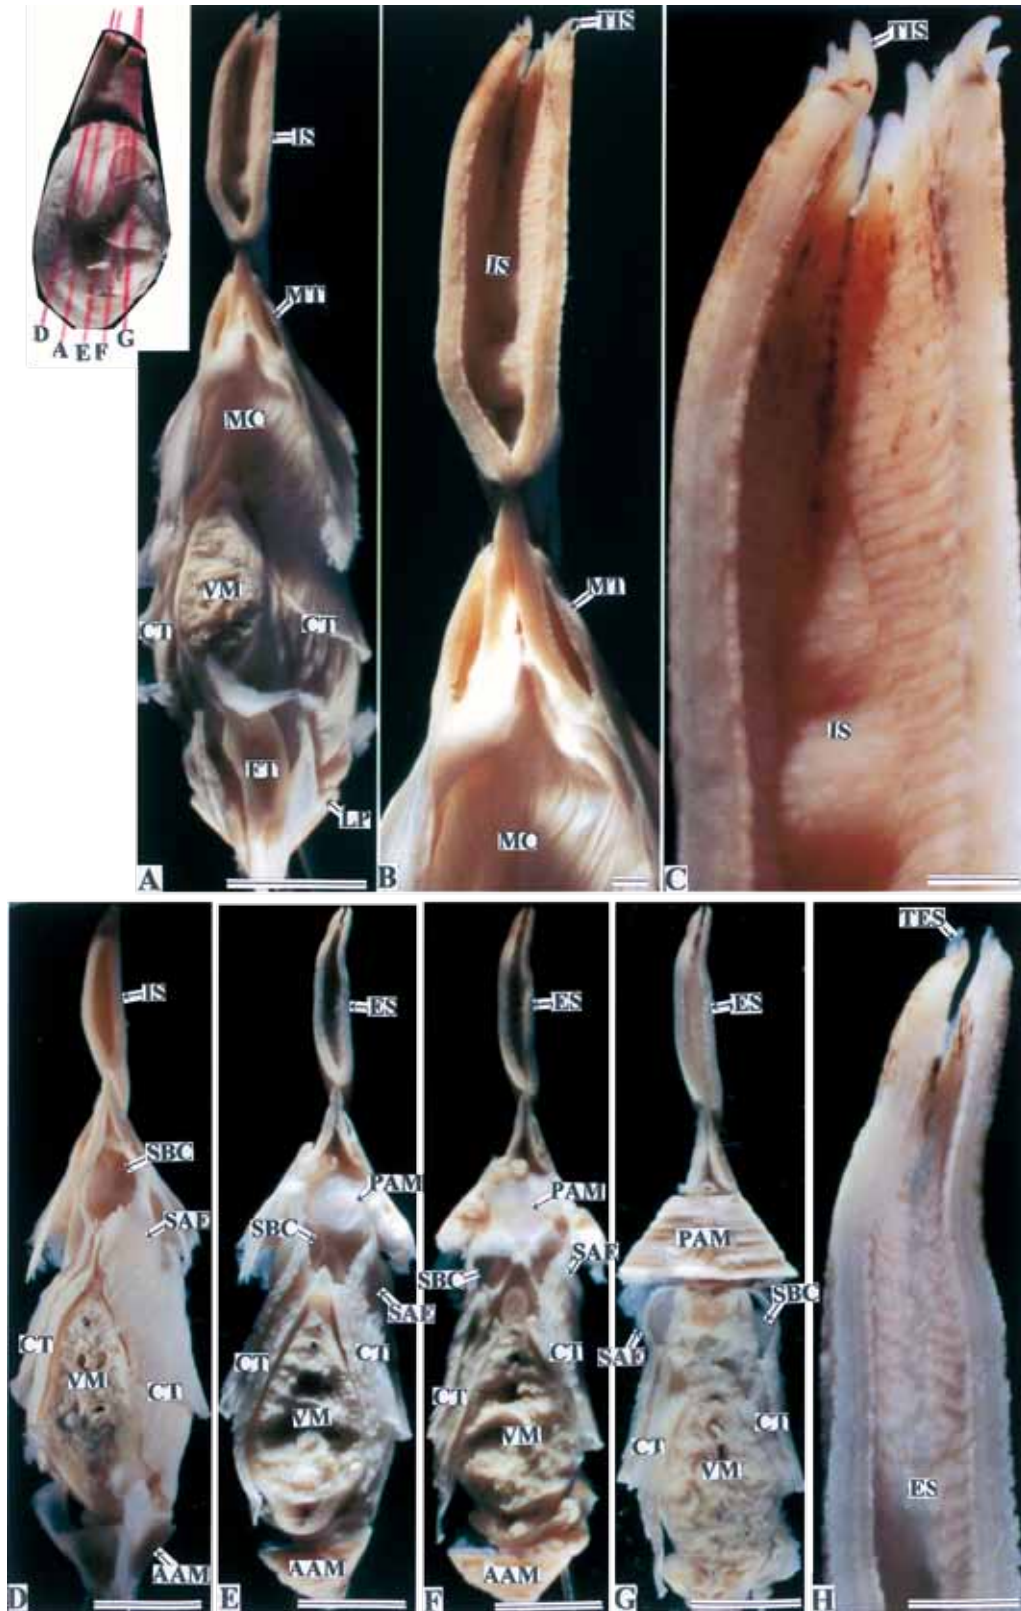 D A E F G
IS
MT
MC
VM
CT CT
FT
LP
A
TIS
IS
MT
MC
B
TIS
IS
C
IS
SBC
SAE
CT
VM
CT
AAM
D
ES
PAM
SBC
SAE
CT CT
VM
AAM
E
ES
PAM
SAE
SBC
CT CT
VM
AAM
F
ES
PAM
SBC
SAE
CT CT
VM
G
TES
ES
H